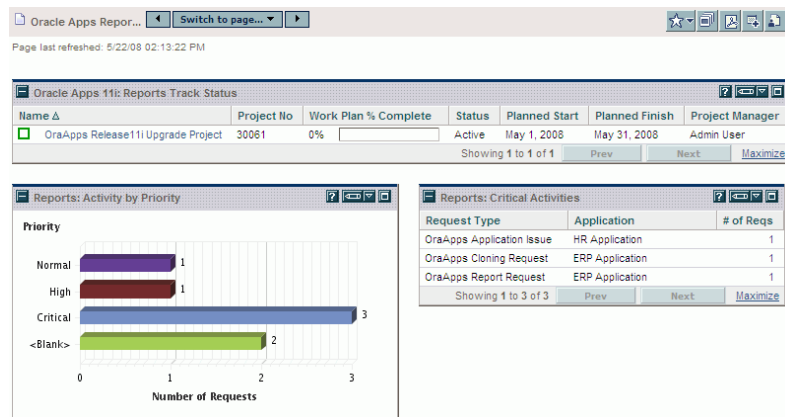 Oracle Apps Repor... Switch to page...
Page last refreshed: 5/22/08 02:13:22 PM
Oracle Apps 11i: Reports Track Status ?
Name Δ Project No Work Plan % Complete Status Planned Start Planned Finish Project Manager
OraApps Release11i Upgrade Project 30061 0% Active May 1, 2008 May 31, 2008 Admin User
Showing 1 to 1 of 1 Prev Next Maximize
Reports: Activity by Priority ?
Priority
Normal 1
High 1
Critical 3
<Blank> 2
0 1 2 3
Number of Requests
Reports: Critical Activities ?
Request Type Application # of Reqs
OraApps Application Issue HR Application 1
OraApps Cloning Request ERP Application 1
OraApps Report Request ERP Application 1
Showing 1 to 3 of 3 Prev Next Maximize